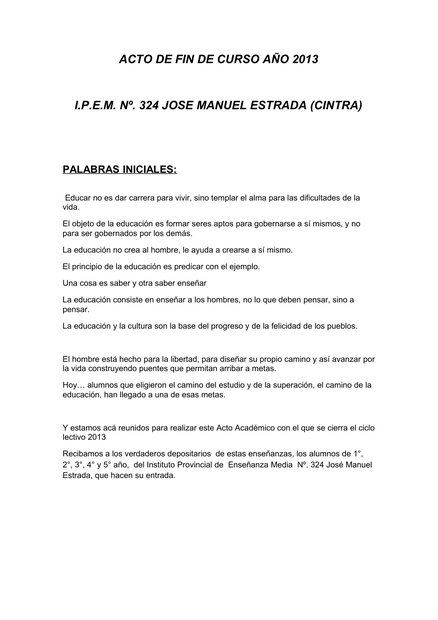 ACTO DE FIN DE CURSO AÑO 2013
I.P.E.M. Nº. 324 JOSE MANUEL ESTRADA (CINTRA)
PALABRAS INICIALES:
Educar no es dar carrera para vivir, sino templar el alma para las dificultades de la
vida.
El objeto de la educación es formar seres aptos para gobernarse a sí mismos, y no
para ser gobernados por los demás.
La educación no crea al hombre, le ayuda a crearse a sí mismo.
El principio de la educación es predicar con el ejemplo.
Una cosa es saber y otra saber enseñar
La educación consiste en enseñar a los hombres, no lo que deben pensar, sino a
pensar.
La educación y la cultura son la base del progreso y de la felicidad de los pueblos.
El hombre está hecho para la libertad, para diseñar su propio camino y así avanzar por
la vida construyendo puentes que permitan arribar a metas.
Hoy… alumnos que eligieron el camino del estudio y de la superación, el camino de la
educación, han llegado a una de esas metas.
Y estamos acá reunidos para realizar este Acto Académico con el que se cierra el ciclo
lectivo 2013
Recibamos a los verdaderos depositarios de estas enseñanzas, los alumnos de 1°,
2°, 3°, 4° y 5° año, del Instituto Provincial de Enseñanza Media Nº. 324 José Manuel
Estrada, que hacen su entrada.